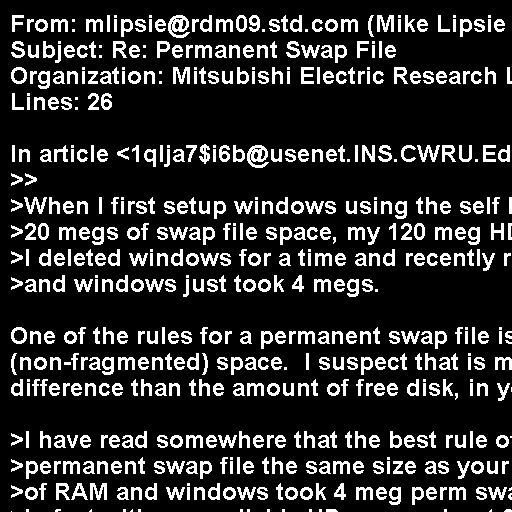 From: mlipsie@rdm09.std.com (Mike Lipsie
Subject: Re: Permanent Swap File
Organization: Mitsubishi Electric Research
Lines: 26

In article <1qlja7$i6b@usenet.INS.CWRU.Ed
>>
>When I first setup windows using the self
>20 megs of swap file space, my 120 meg HD
>I deleted windows for a time and recently
>and windows just took 4 megs.

One of the rules for a permanent swap file is
(non-fragmented) space.  I suspect that is
difference than the amount of free disk, in

>I have read somewhere that the best rule of
>permanent swap file the same size as your
>of RAM and windows took 4 meg perm